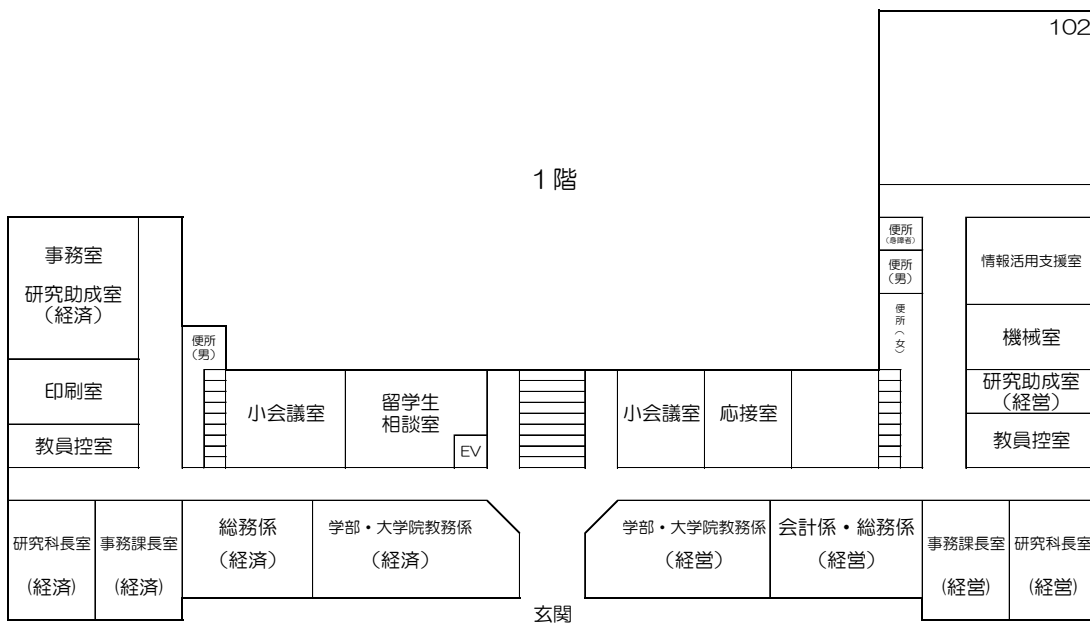 102
1階
便所
(身障者)
便所
(男)
便
所
(
女
)
情報活用支援室
機械室
研究助成室
(経営)
教員控室
事務室
研究助成室
(経済)
印刷室
教員控室
便所
(男)
小会議室
留学生
相談室
EV
小会議室
応接室
研究科長室
(経済)
事務課長室
(経済)
総務係
(経済)
学部・大学院教務係
(経済)
学部・大学院教務係
(経営)
会計係・総務係
(経営)
事務課長室
(経営)
研究科長室
(経営)
玄関